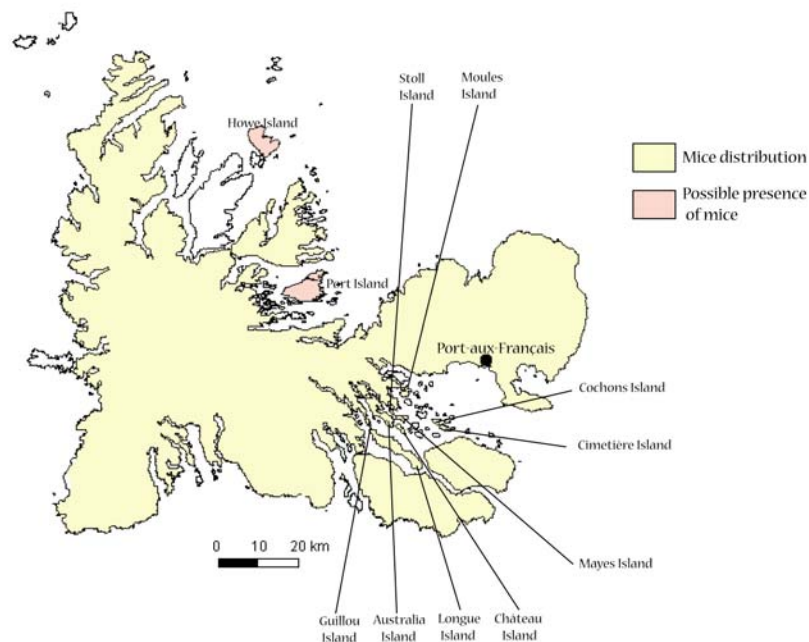 Stoll
Island
Moules
Island
Howe Island
Mice distribution
Possible presence
of mice
Port Island
Port-aux-Français
Cochons Island
Cimetière Island
Mayes Island
0 10 20 km
Guillou
Island
Australia
Island
Longue
Island
Château
Island